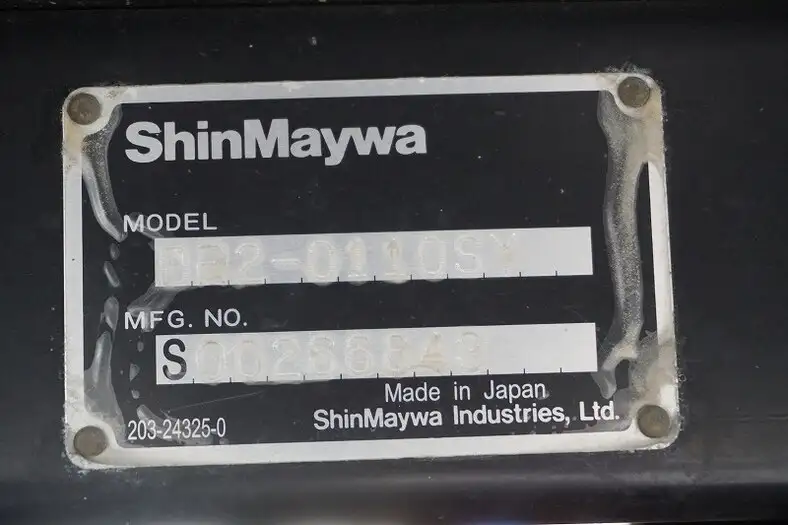 ShinMaywa
MODEL
MFG. NO.
Made in Japan
203-24325-0
ShinMaywa Industries, Ltd.